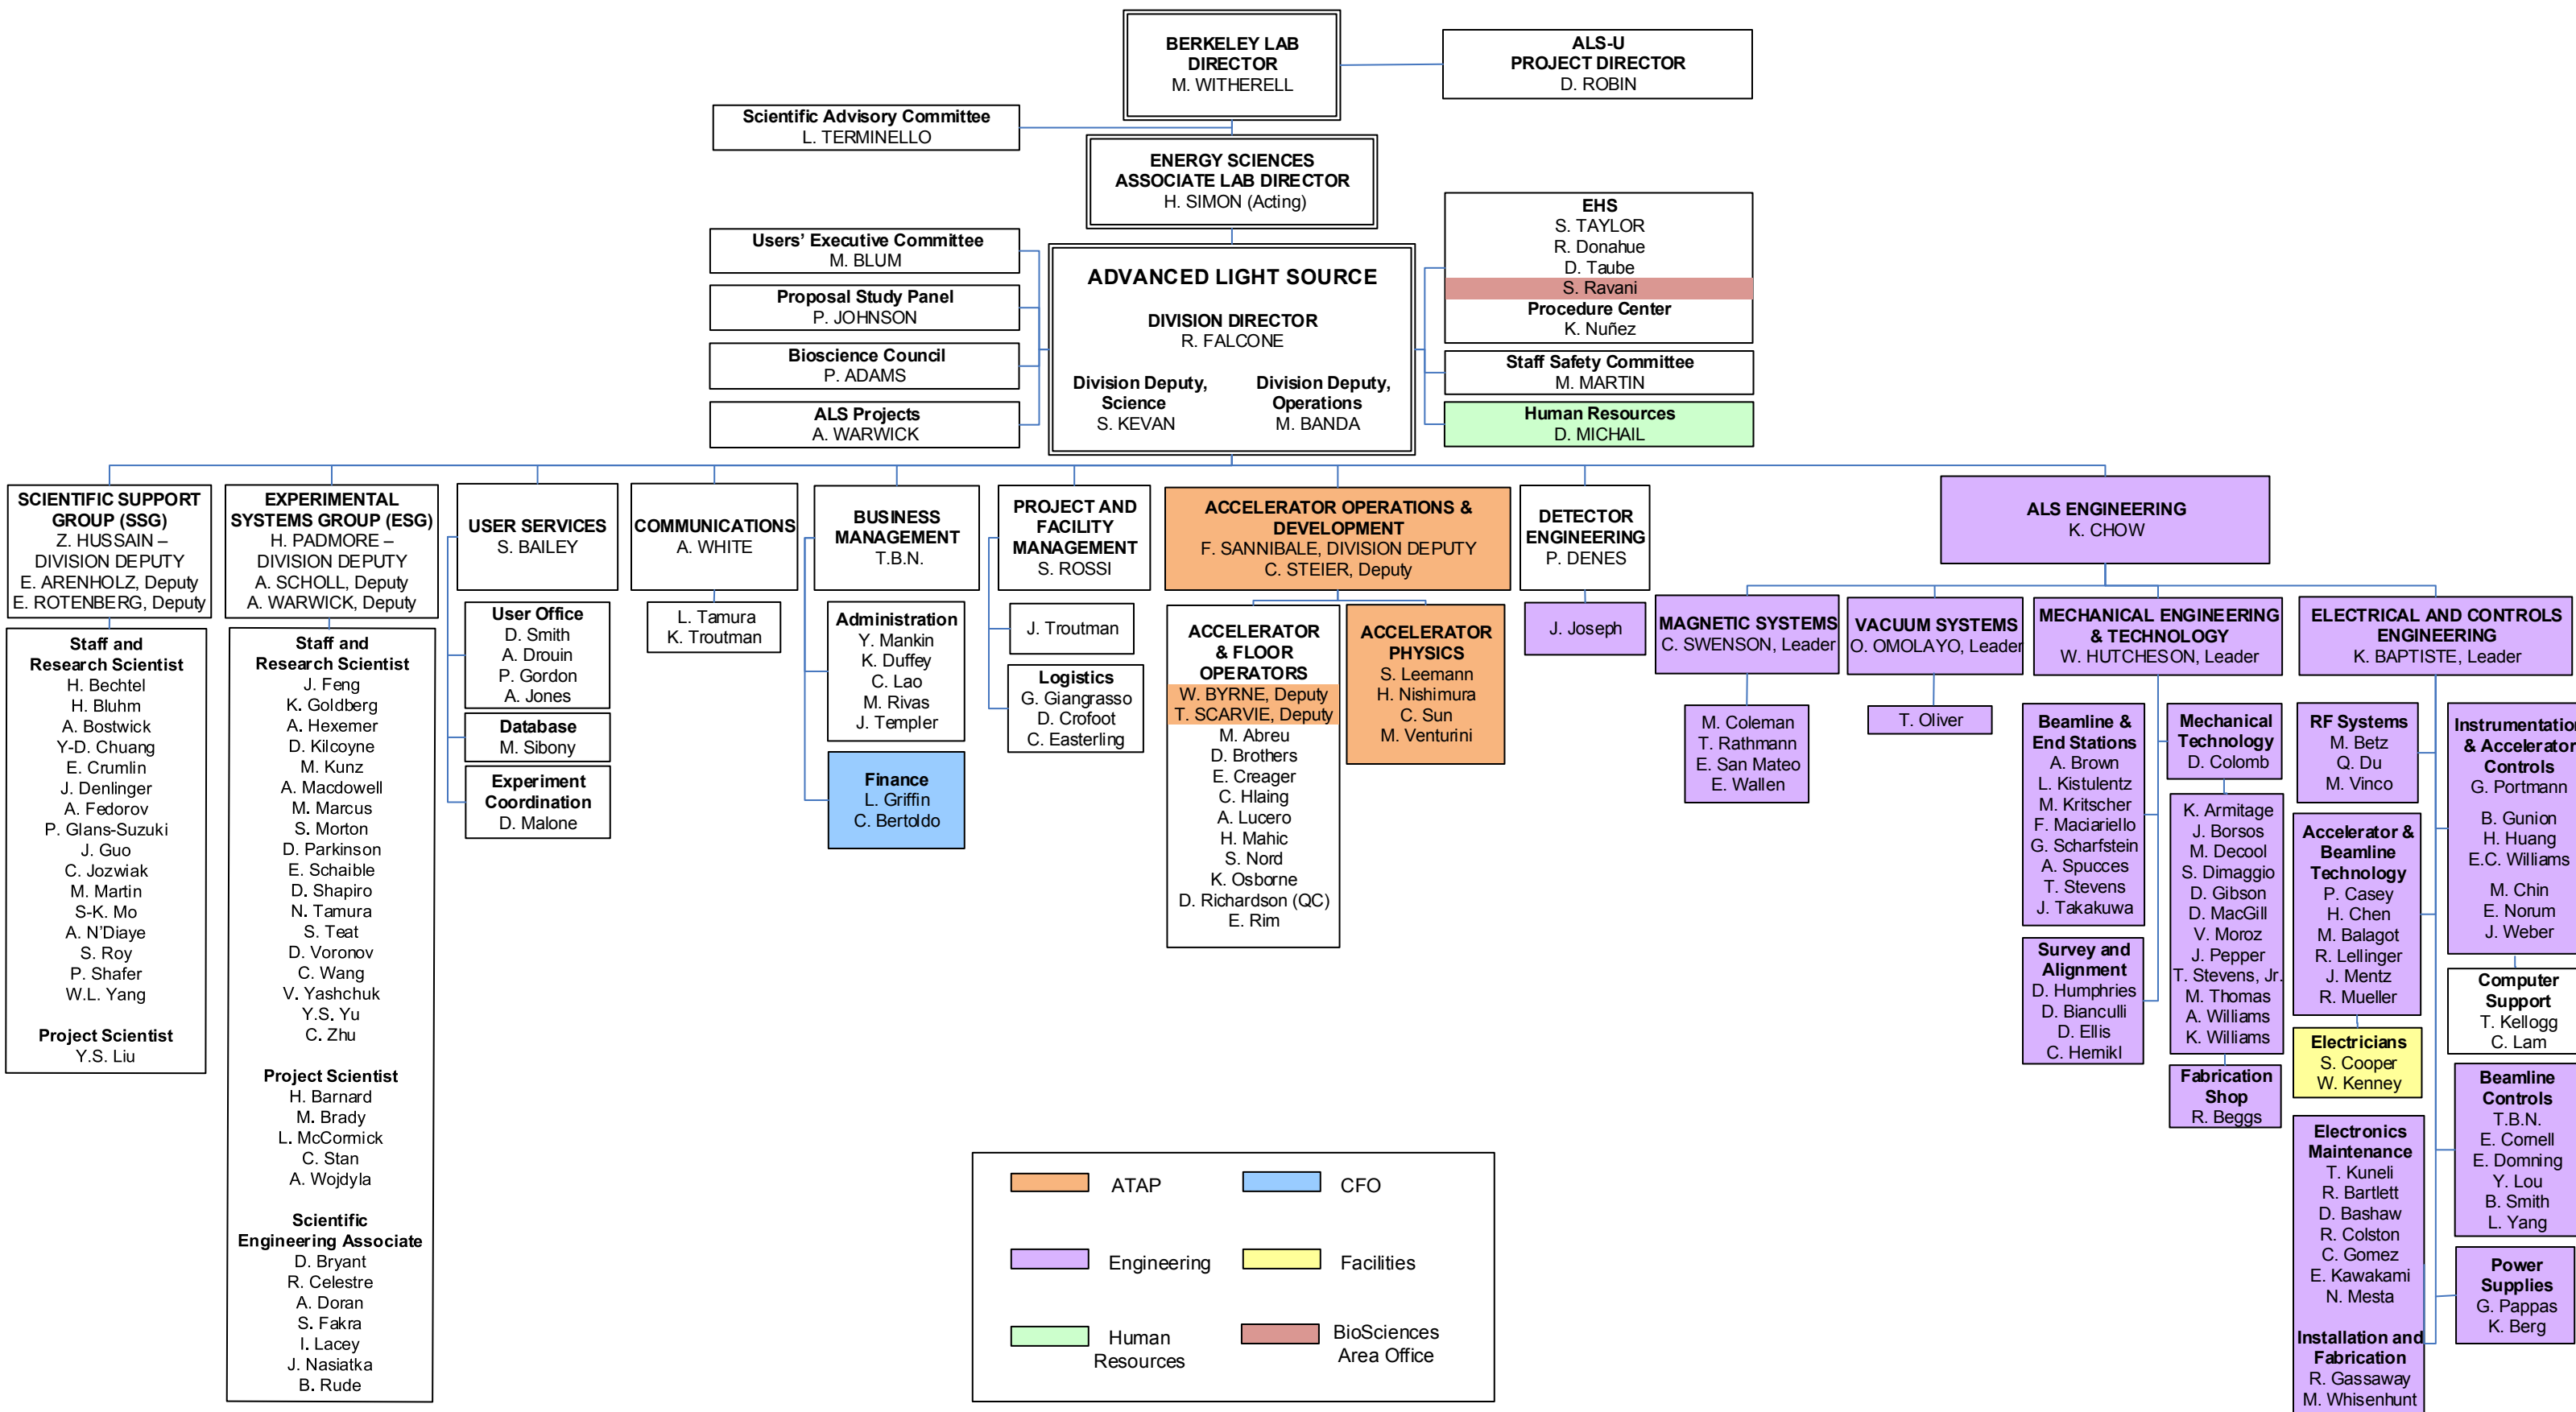 BERKELEY LAB
DIRECTOR
M. WITHERELL
ALS-U
PROJECT DIRECTOR
D. ROBIN
Scientific Advisory Committee
L. TERMINELLO
ENERGY SCIENCES
ASSOCIATE LAB DIRECTOR
H. SIMON (Acting)
Users’ Executive Committee
M. BLUM
Proposal Study Panel
P. JOHNSON
Bioscience Council
P. ADAMS
ALS Projects
A. WARWICK
ADVANCED LIGHT SOURCE
DIVISION DIRECTOR
R. FALCONE
Division Deputy,
Science
S. KEVAN
Division Deputy,
Operations
M. BANDA
EHS
S. TAYLOR
R. Donahue
D. Taube
S. Ravani
Procedure Center
K. Nuñez
Staff Safety Committee
M. MARTIN
Human Resources
D. MICHAIL
SCIENTIFIC SUPPORT
GROUP (SSG)
Z. HUSSAIN –
DIVISION DEPUTY
E. ARENHOLZ, Deputy
E. ROTENBERG, Deputy
Staff and
Research Scientist
H. Bechtel
H. Bluhm
A. Bostwick
Y-D. Chuang
E. Crumlin
J. Denlinger
A. Fedorov
P. Glans-Suzuki
J. Guo
C. Jozwiak
M. Martin
S-K. Mo
A. N’Diaye
S. Roy
P. Shafer
W.L. Yang
Project Scientist
Y.S. Liu
EXPERIMENTAL
SYSTEMS GROUP (ESG)
H. PADMORE –
DIVISION DEPUTY
A. SCHOLL, Deputy
A. WARWICK, Deputy
Staff and
Research Scientist
J. Feng
K. Goldberg
A. Hexemer
D. Kilcoyne
M. Kunz
A. Macdowell
M. Marcus
S. Morton
D. Parkinson
E. Schaible
D. Shapiro
N. Tamura
S. Teat
D. Voronov
C. Wang
V. Yashchuk
Y.S. Yu
C. Zhu
Project Scientist
H. Barnard
M. Brady
L. McCormick
C. Stan
A. Wojdyla
Scientific
Engineering Associate
D. Bryant
R. Celestre
A. Doran
S. Fakra
I. Lacey
J. Nasiatka
B. Rude
USER SERVICES
S. BAILEY
User Office
D. Smith
A. Drouin
P. Gordon
A. Jones
Database
M. Sibony
Experiment
Coordination
D. Malone
COMMUNICATIONS
A. WHITE
L. Tamura
K. Troutman
BUSINESS
MANAGEMENT
T.B.N.
Administration
Y. Mankin
K. Duffey
C. Lao
M. Rivas
J. Templer
Finance
L. Griffin
C. Bertoldo
PROJECT AND
FACILITY
MANAGEMENT
S. ROSSI
J. Troutman
Logistics
G. Giangrasso
D. Crofoot
C. Easterling
ACCELERATOR OPERATIONS &
DEVELOPMENT
F. SANNIBALE, DIVISION DEPUTY
C. STEIER, Deputy
ACCELERATOR
& FLOOR
OPERATORS
W. BYRNE, Deputy
T. SCARVIE, Deputy
M. Abreu
D. Brothers
E. Creager
C. Hlaing
A. Lucero
H. Mahic
S. Nord
K. Osborne
D. Richardson (QC)
E. Rim
ACCELERATOR
PHYSICS
S. Leemann
H. Nishimura
C. Sun
M. Venturini
DETECTOR
ENGINEERING
P. DENES
J. Joseph
ALS ENGINEERING
K. CHOW
MAGNETIC SYSTEMS
C. SWENSON, Leader
M. Coleman
T. Rathmann
E. San Mateo
E. Wallen
VACUUM SYSTEMS
O. OMOLAYO, Leader
T. Oliver
MECHANICAL ENGINEERING
& TECHNOLOGY
W. HUTCHESON, Leader
Beamline &
End Stations
A. Brown
L. Kistulentz
M. Kritscher
F. Maciariello
G. Scharfstein
A. Spucces
T. Stevens
J. Takakuwa
Survey and
Alignment
D. Humphries
D. Bianculli
D. Ellis
C. Hernikl
Mechanical
Technology
D. Colomb
K. Armitage
J. Borsos
M. Decool
S. Dimaggio
D. Gibson
D. MacGill
V. Moroz
J. Pepper
T. Stevens, Jr.
M. Thomas
A. Williams
K. Williams
Fabrication
Shop
R. Beggs
ELECTRICAL AND CONTROLS
ENGINEERING
K. BAPTISTE, Leader
RF Systems
M. Betz
Q. Du
M. Vinco
Accelerator &
Beamline
Technology
P. Casey
H. Chen
M. Balagot
R. Lellinger
J. Mentz
R. Mueller
Electricians
S. Cooper
W. Kenney
Electronics
Maintenance
T. Kuneli
R. Bartlett
D. Bashaw
R. Colston
C. Gomez
E. Kawakami
N. Mesta
Installation and
Fabrication
R. Gassaway
M. Whisenhunt
Instrumentation
& Accelerator
Controls
G. Portmann
B. Gunion
H. Huang
E.C. Williams
M. Chin
E. Norum
J. Weber
Computer
Support
T. Kellogg
C. Lam
Beamline
Controls
T.B.N.
E. Cornell
E. Domning
Y. Lou
B. Smith
L. Yang
Power
Supplies
G. Pappas
K. Berg
ATAP
CFO
Engineering
Facilities
Human
Resources
BioSciences
Area Office